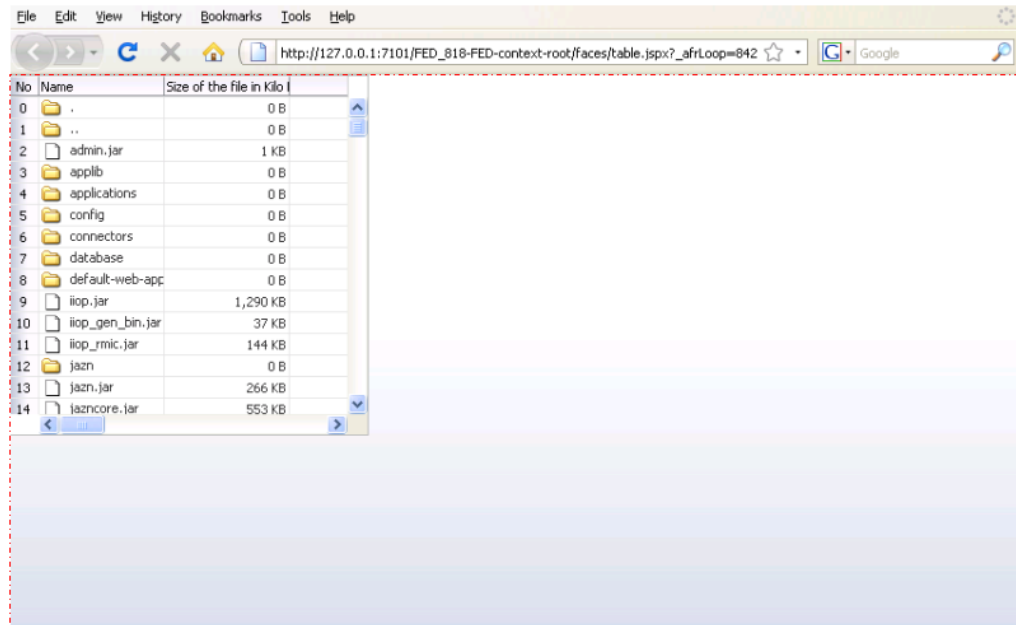 File Edit View History Bookmarks Tools Help
http://127.0.0.1:7101/FED_818-FED-context-root/faces/table.jspx?_afrLoop=842 G Google
No Name Size of the file in Kilo
0 . 0 B
1 .. 0 B
2 admin.jar 1 KB
3 applib 0 B
4 applications 0 B
5 config 0 B
6 connectors 0 B
7 database 0 B
8 default-web-app 0 B
9 iiop.jar 1,290 KB
10 iiop_gen_bin.jar 37 KB
11 iiop_rmic.jar 144 KB
12 jazn 0 B
13 jazn.jar 266 KB
14 jazncore.jar 553 KB